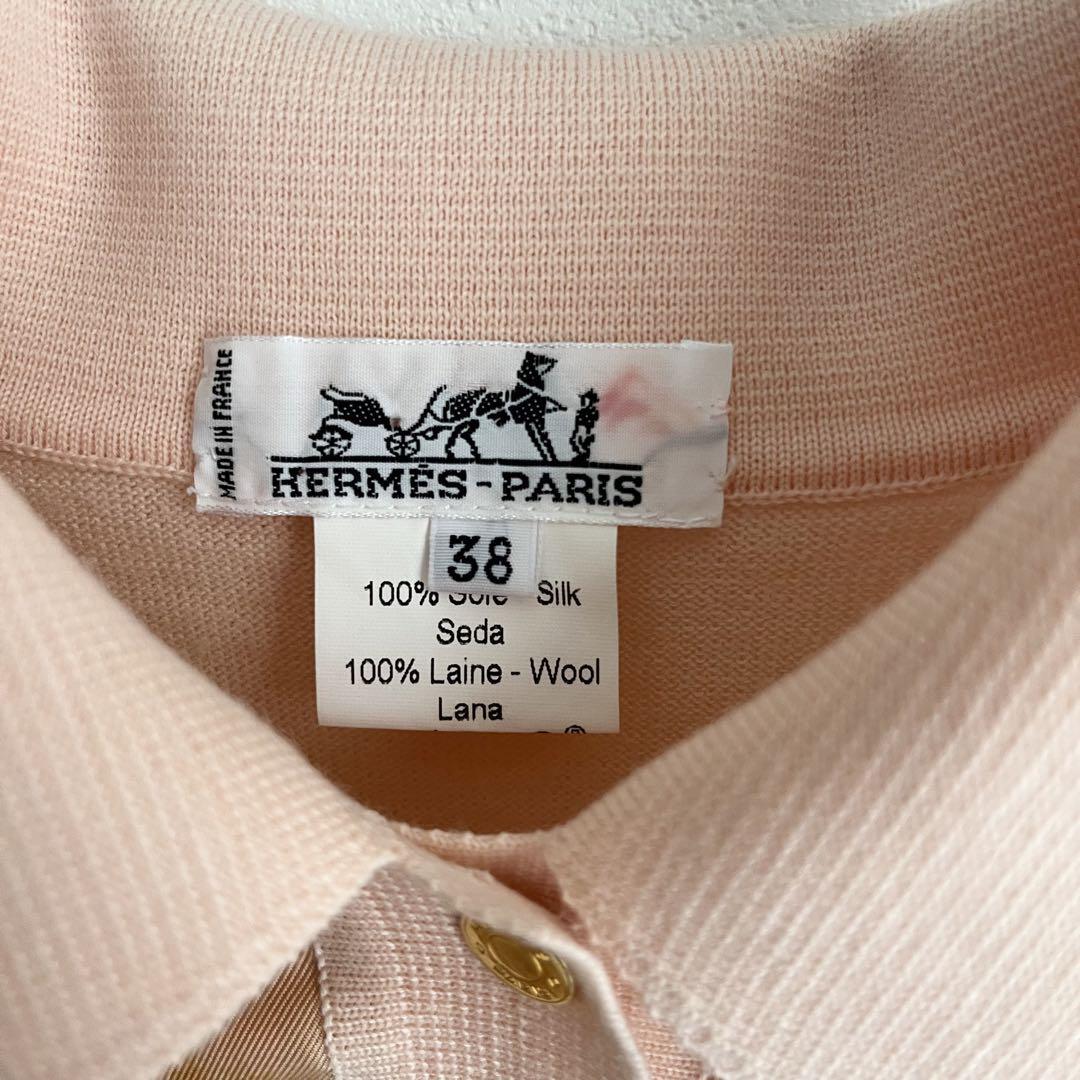 MADE IN FRANCE
HERMÈS-PARIS
38
100% Soie - Silk
Seda
100% Laine - Wool
Lana
®